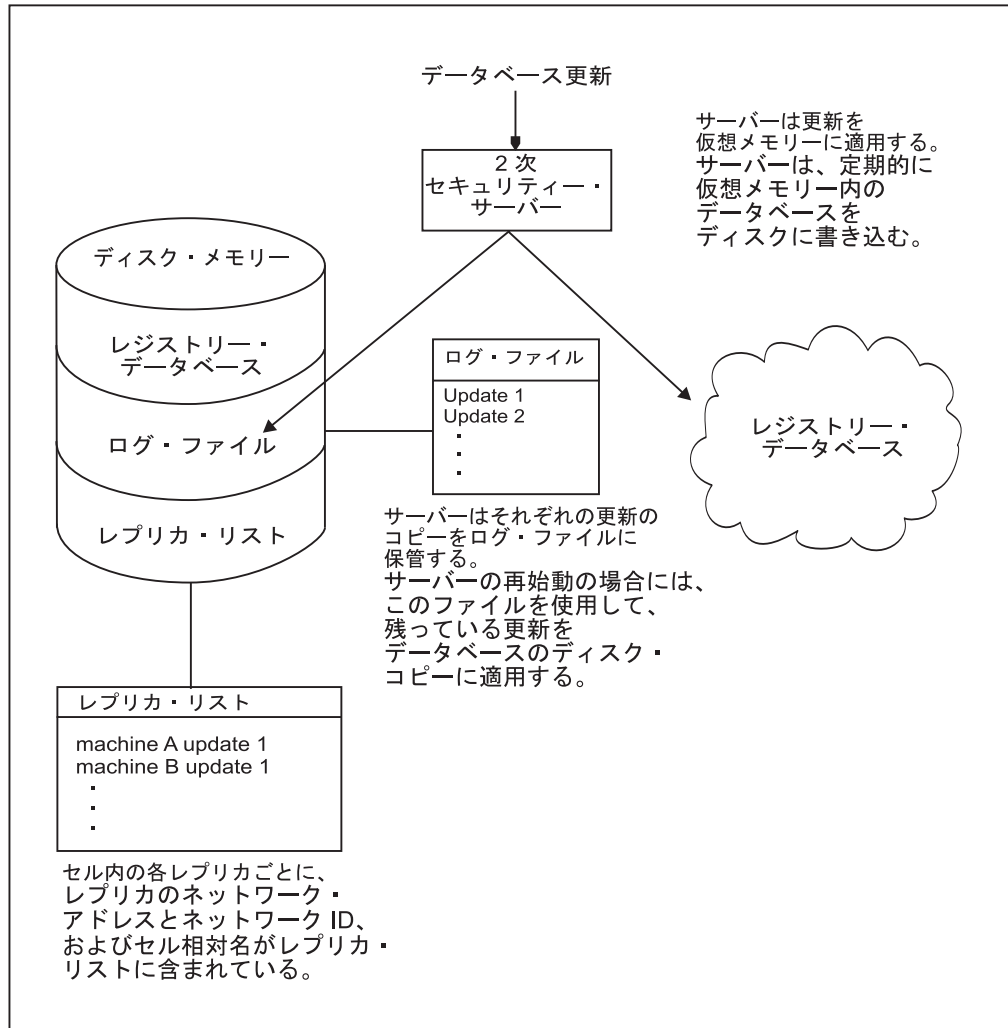 データベース更新
サーバーは更新を
仮想メモリーに適用する。
サーバーは、定期的に
仮想メモリー内の
データベースを
ディスクに書き込む。
2次
セキュリティー・
サーバー
ディスク・メモリー
レジストリー・
データベース
ログ・ファイル
レプリカ・リスト
ログ・ファイル
Update 1
Update 2
・
・
・
レジストリー・
データベース
サーバーはそれぞれの更新の
コピーをログ・ファイルに
保管する。
サーバーの再始動の場合には、
このファイルを使用して、
残っている更新を
データベースのディスク・
コピーに適用する。
レプリカ・リスト
machine A update 1
machine B update 1
・
・
・
セル内の各レプリカごとに、
レプリカのネットワーク・
アドレスとネットワーク ID、
およびセル相対名がレプリカ・
リストに含まれている。